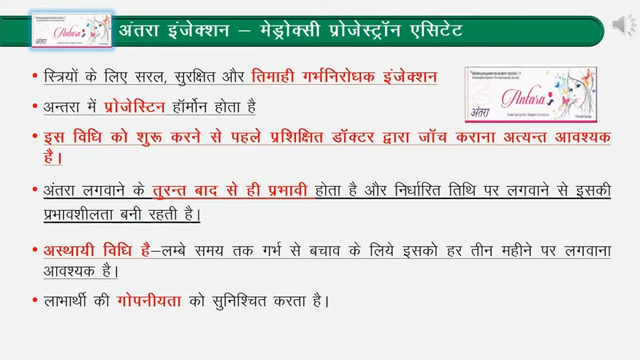 अंतरा इंजेक्शन – मेड्रोक्सी प्रोजेस्ट्रॉन एसिटेट
अंतरा
• स्त्रियों के लिए सरल, सुरक्षित और तिमाही गर्भनिरोधक इंजेक्शन
• अन्तरा में प्रोजेस्टिन हॉर्मोन होता है
• इस विधि को शुरू करने से पहले प्रशिक्षित डॉक्टर द्वारा जॉच कराना अत्यन्त आवश्यक
है।
• अंतरा लगवाने के तुरन्त बाद से ही प्रभावी होता है और निर्धारित तिथि पर लगवाने से इसकी
प्रभावशीलता बनी रहती है।
• अस्थायी विधि है–लम्बे समय तक गर्भ से बचाव के लिये इसको हर तीन महीने पर लगवाना
आवश्यक है।
• लाभार्थी की गोपनीयता को सुनिश्चित करता है।
Antara
अंतरा